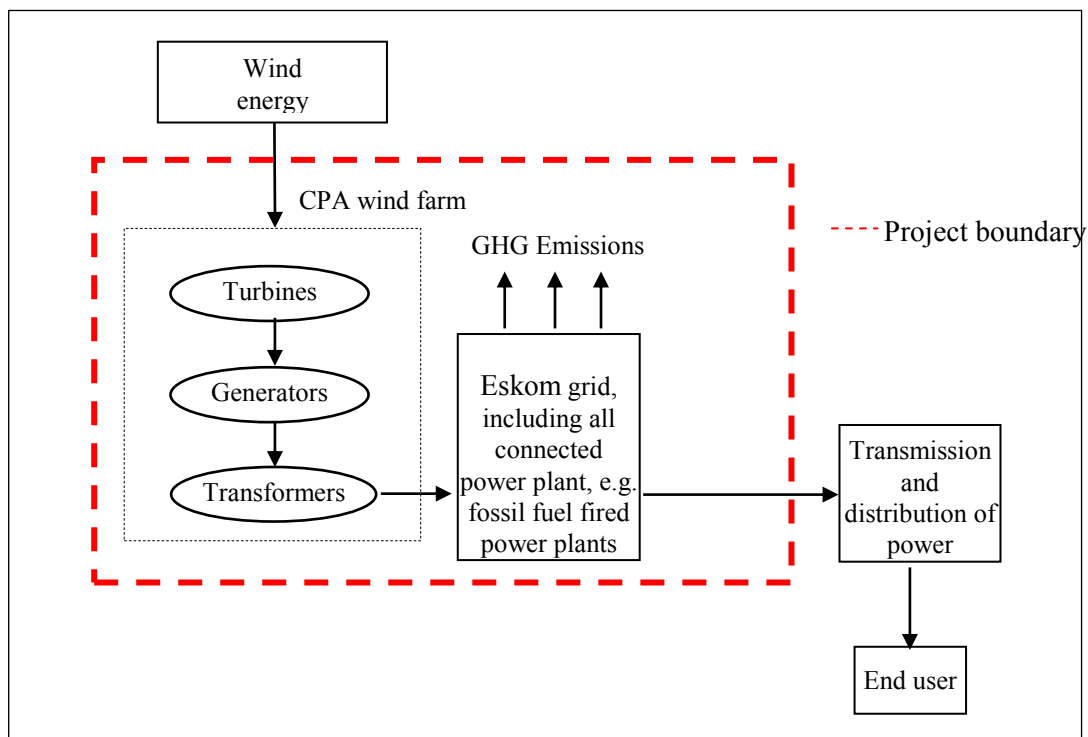 Wind
energy
CPA wind farm
GHG Emissions
Project boundary
Turbines
Generators
Transformers
Eskom grid,
including all
connected
power plant, e.g.
fossil fuel fired
power plants
Transmission
and
distribution of
power
End user